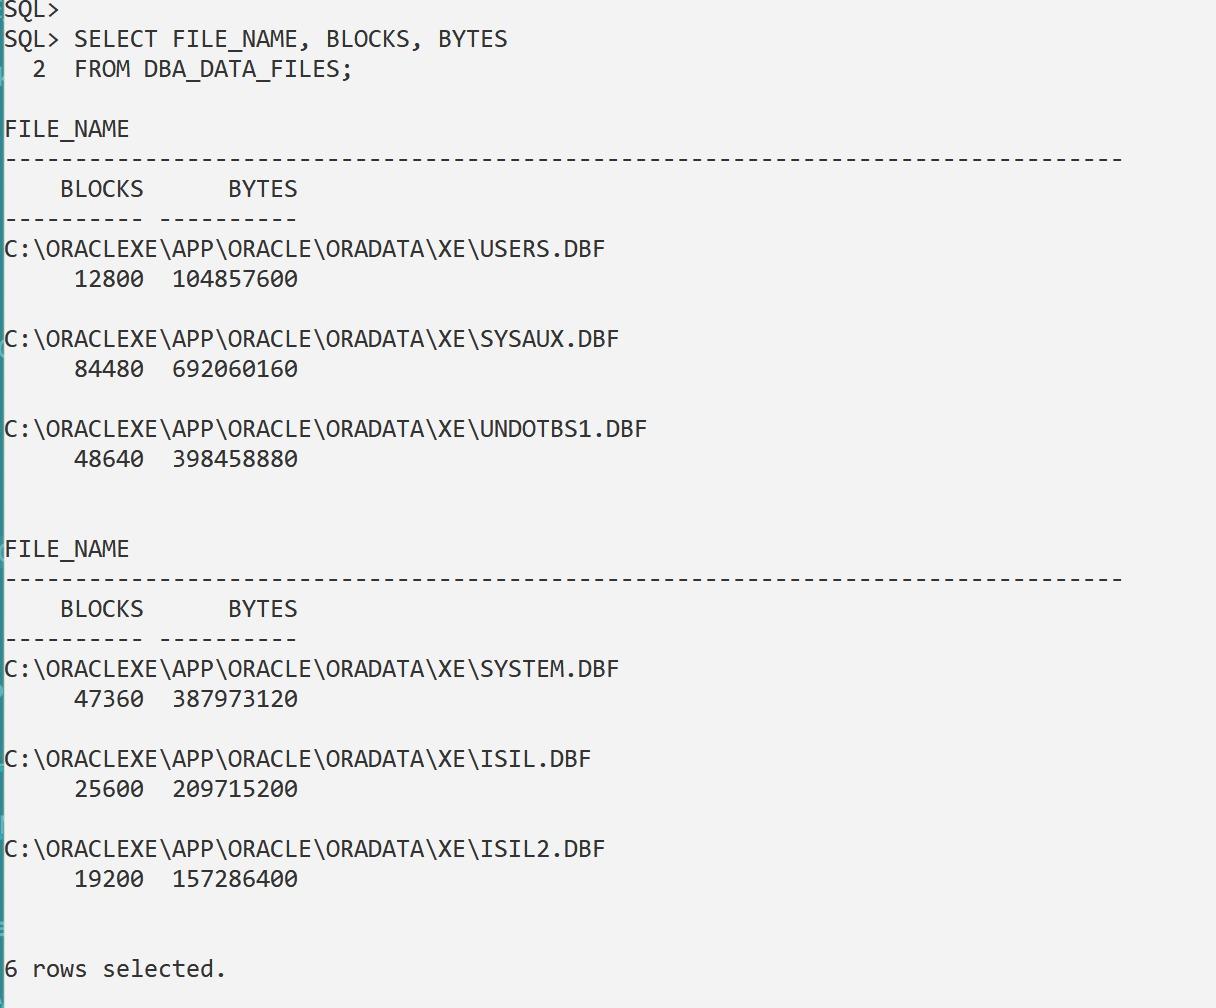 SQL>
SQL> SELECT FILE_NAME, BLOCKS, BYTES
  2  FROM DBA_DATA_FILES;

FILE_NAME
--------------------------------------------------------------------------------
    BLOCKS      BYTES
---------- ----------
C:\ORACLEXE\APP\ORACLE\ORADATA\XE\USERS.DBF
     12800  104857600

C:\ORACLEXE\APP\ORACLE\ORADATA\XE\SYSAUX.DBF
     84480  692060160

C:\ORACLEXE\APP\ORACLE\ORADATA\XE\UNDOTBS1.DBF
     48640  398458880


FILE_NAME
--------------------------------------------------------------------------------
    BLOCKS      BYTES
---------- ----------
C:\ORACLEXE\APP\ORACLE\ORADATA\XE\SYSTEM.DBF
     47360  387973120

C:\ORACLEXE\APP\ORACLE\ORADATA\XE\ISIL.DBF
     25600  209715200

C:\ORACLEXE\APP\ORACLE\ORADATA\XE\ISIL2.DBF
     19200  157286400


6 rows selected.